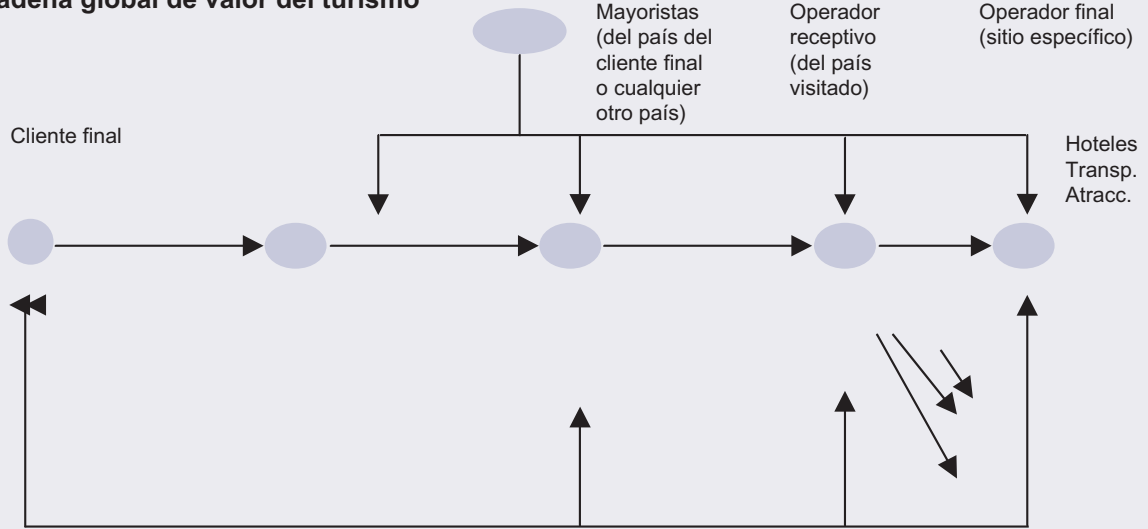 global de valor del turismo
Mayoristas
(del país del
cliente final
o cualquier
otro país)
Operador
receptivo
(del país
visitado)
Operador final
(sitio específico)
Cliente final
Hoteles
Transp.
Atracc.